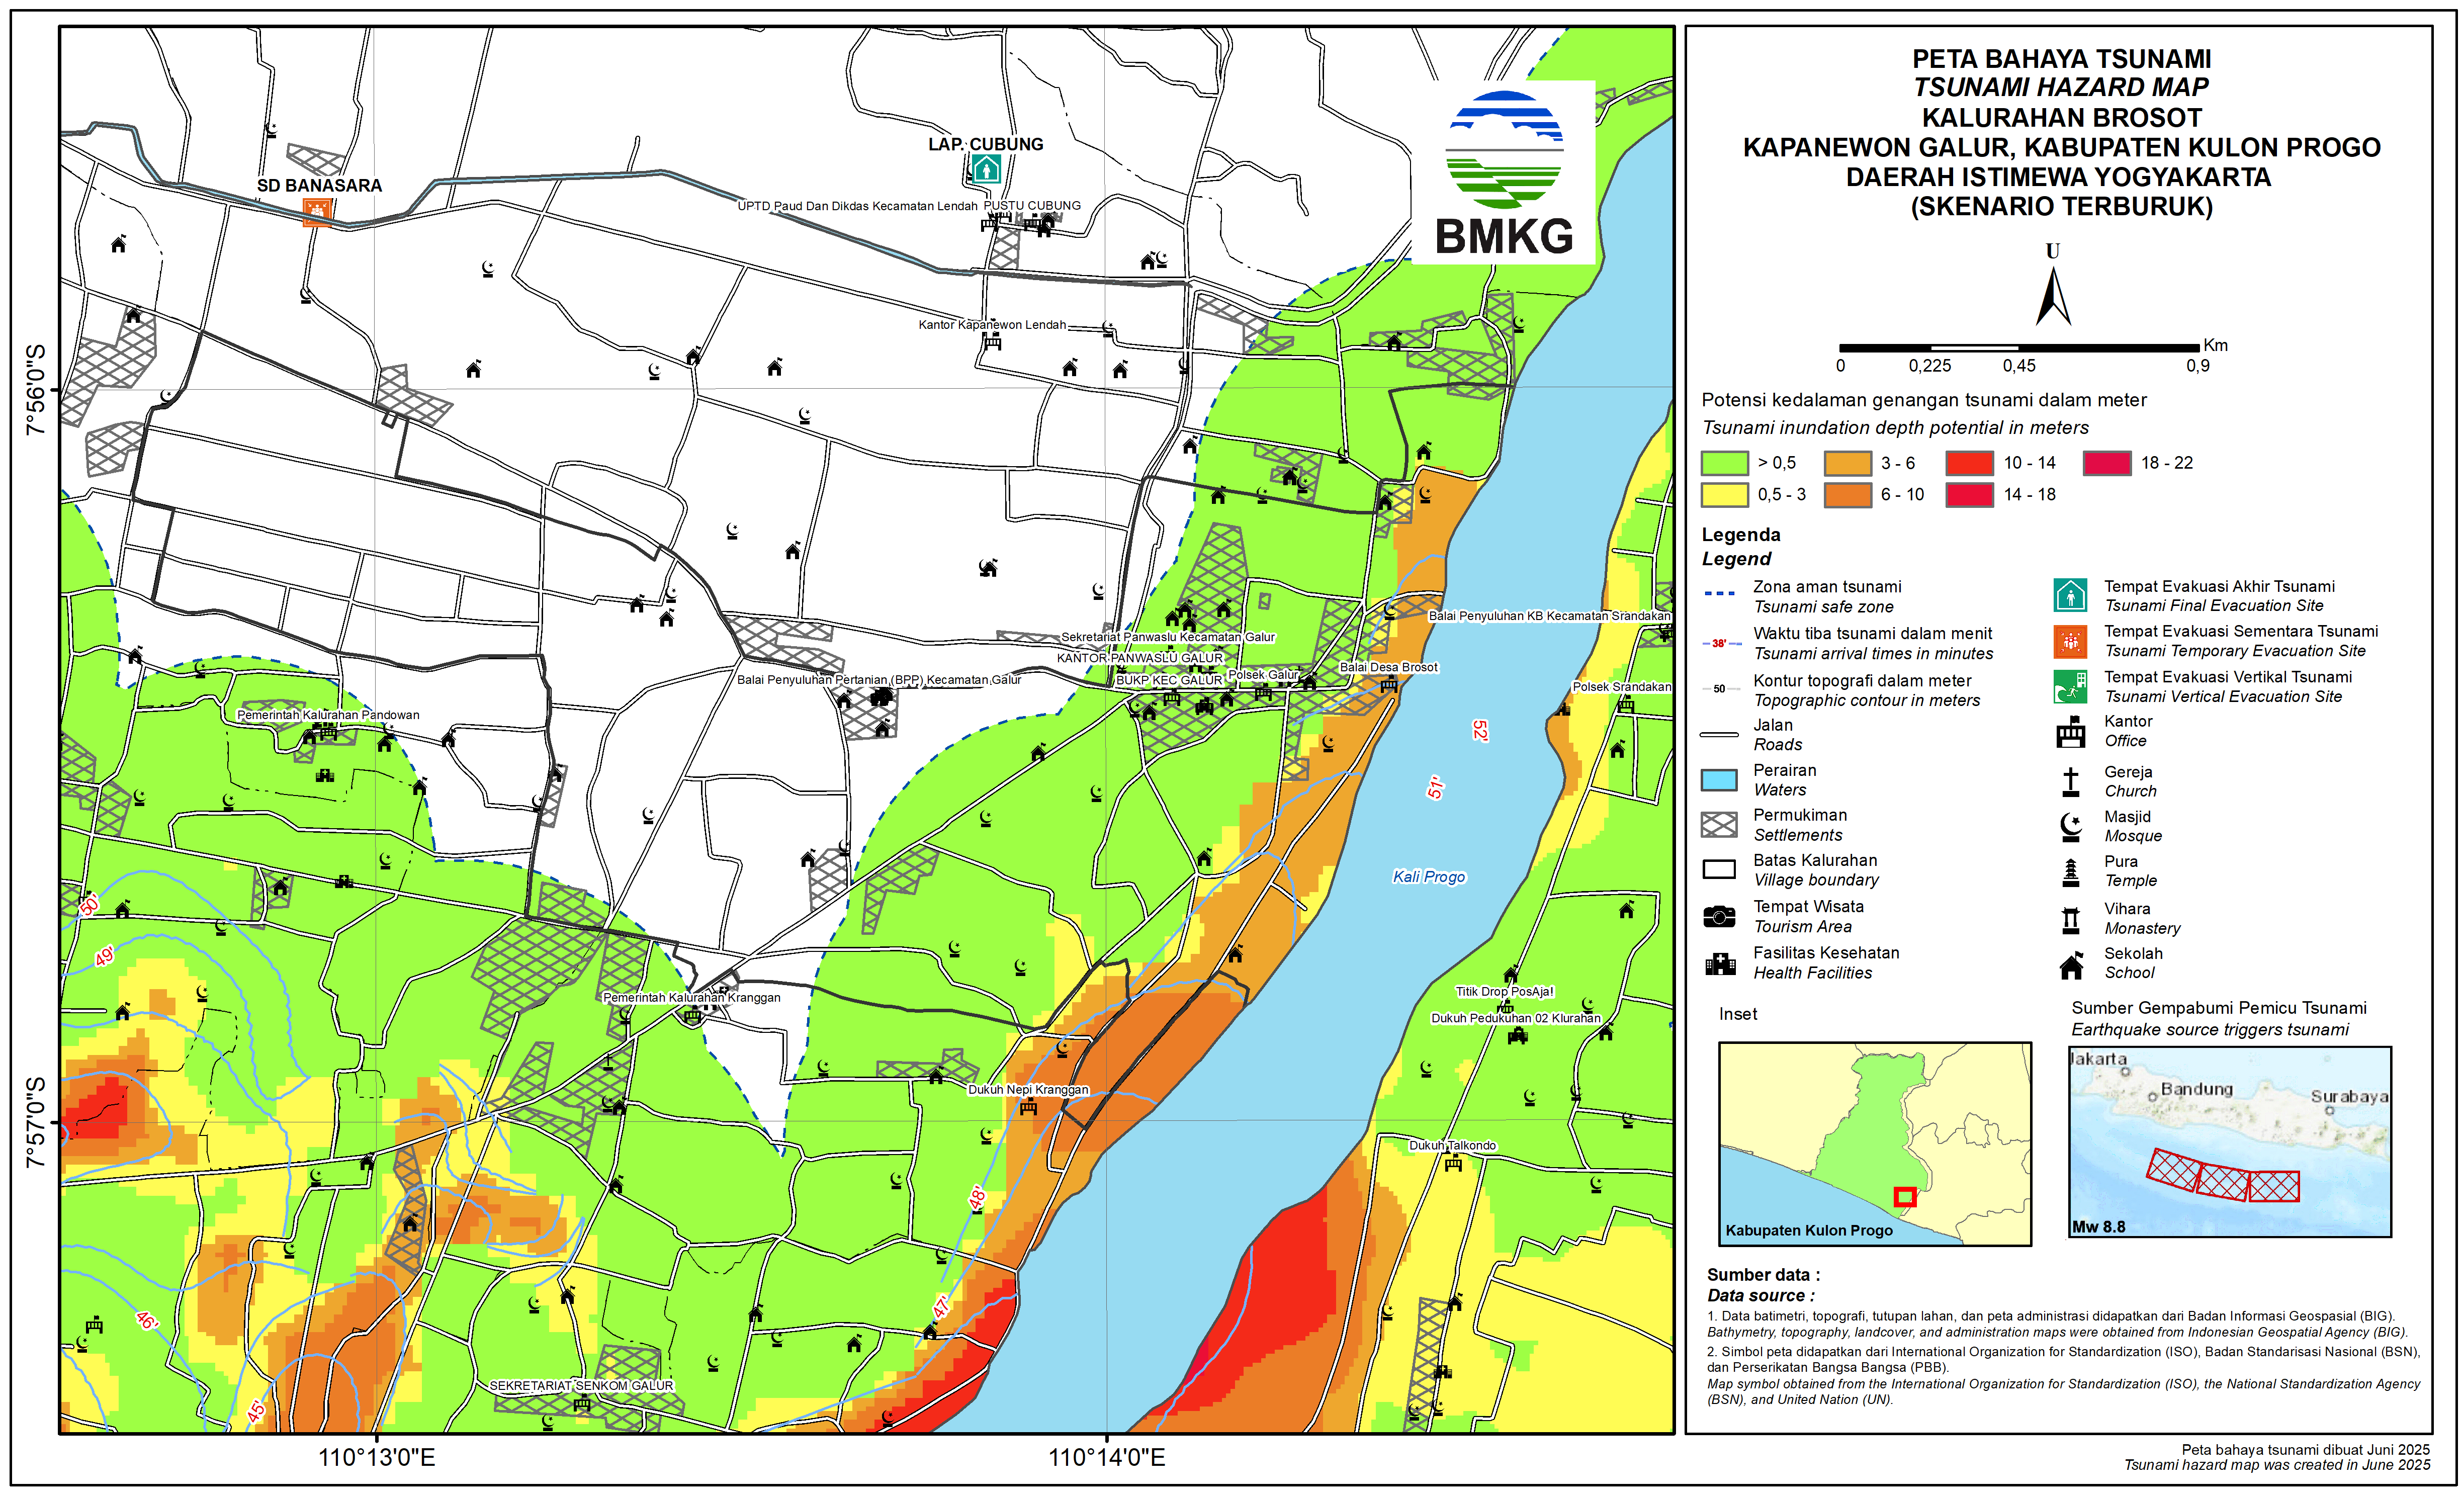 PETA BAHAYA TSUNAMI
TSUNAMI HAZARD MAP
KALURAHAN BROSOT
KAPANEWON GALUR, KABUPATEN KULON PROGO
DAERAH ISTIMEWA YOGYAKARTA
(SKENARIO TERBURUK)
U
Km
0 0,225 0,45 0,9
Potensi kedalaman genangan tsunami dalam meter
Tsunami inundation depth potential in meters
> 0,5 3 - 6 10 - 14 18 - 22
0,5 - 3 6 - 10 14 - 18
Legenda
Legend
Zona aman tsunami
Tsunami safe zone
38'
Waktu tiba tsunami dalam menit
Tsunami arrival times in minutes
50
Kontur topografi dalam meter
Topographic contour in meters
Jalan
Roads
Perairan
Waters
Permukiman
Settlements
Batas Kalurahan
Village boundary
Tempat Wisata
Tourism Area
Fasilitas Kesehatan
Health Facilities
Tempat Evakuasi Akhir Tsunami
Tsunami Final Evacuation Site
Tempat Evakuasi Sementara Tsunami
Tsunami Temporary Evacuation Site
Tempat Evakuasi Vertikal Tsunami
Tsunami Vertical Evacuation Site
Kantor
Office
Gereja
Church
Masjid
Mosque
Pura
Temple
Vihara
Monastery
Sekolah
School
Inset
Kabupaten Kulon Progo
Sumber Gempabumi Pemicu Tsunami
Earthquake source triggers tsunami
Jakarta
Bandung
Surabaya
Mw 8.8
Sumber data :
Data source :
1. Data batimetri, topografi, tutupan lahan, dan peta administrasi didapatkan dari Badan Informasi Geospasial (BIG).
Bathymetry, topography, landcover, and administration maps were obtained from Indonesian Geospatial Agency (BIG).
2. Simbol peta didapatkan dari International Organization for Standardization (ISO), Badan Standarisasi Nasional (BSN),
dan Perserikatan Bangsa Bangsa (PBB).
Map symbol obtained from the International Organization for Standardization (ISO), the National Standardization Agency
(BSN), and United Nation (UN).
Peta bahaya tsunami dibuat Juni 2025
Tsunami hazard map was created in June 2025
BMKG
LAP. CUBUNG
SD BANASARA
UPTD Paud Dan Dikdas Kecamatan Lendah
PUSTU CUBUNG
Kantor Kapanewon Lendah
Balai Penyuluhan KB Kecamatan Srandakan
Sekretariat Panwaslu Kecamatan Galur
KANTOR PANWASLU GALUR
Balai Desa Brosot
Balai Penyuluhan Pertanian (BPP) Kecamatan Galur
BUKP KEC GALUR
Polsek Galur
Polsek Srandakan
Pemerintah Kalurahan Pandowan
52'
51'
Kali Progo
50'
49'
Pemerintah Kalurahan Kranggan
Titik Drop PosAja!
Dukuh Pedukuhan 02 Klurahan
Dukuh Nepi Kranggan
Dukuh Talkondo
48'
47'
46'
45'
SEKRETARIAT SENKOM GALUR
7°56'0"S
7°57'0"S
110°13'0"E
110°14'0"E